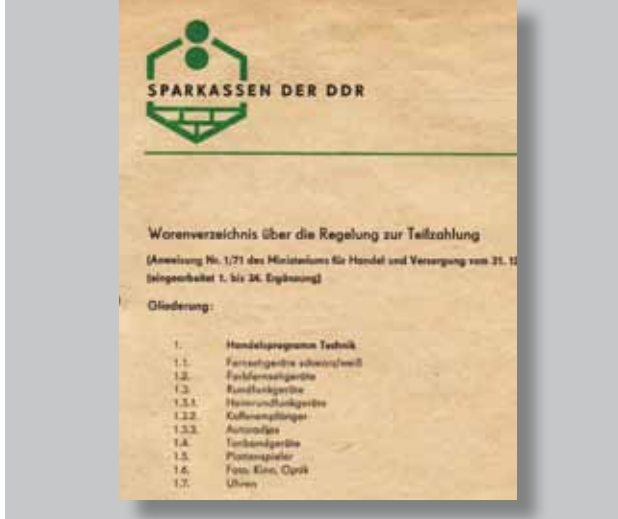 SPARKASSEN DER DDR
Warenverzeichnis über die Regelung zur Teilzahlung
(Anweisung Nr. 1/71 des Ministeriums für Handel und Versorgung vom 31. 12
(eingearbeitet 1. bis 24. Ergänzung)
Gliederung:
1. Handelsprogramm Technik
1.1. Fernsehgeräte schwarz/weiß
1.2. Farbfernsehgeräte
1.3. Rundfunkgeräte
1.3.1. Heimrundfunkgeräte
1.3.2. Kofferempfänger
1.3.3. Autoradios
1.4. Tonbandgeräte
1.5. Plattenspieler
1.6. Foto, Kino, Optik
1.7. Uhren